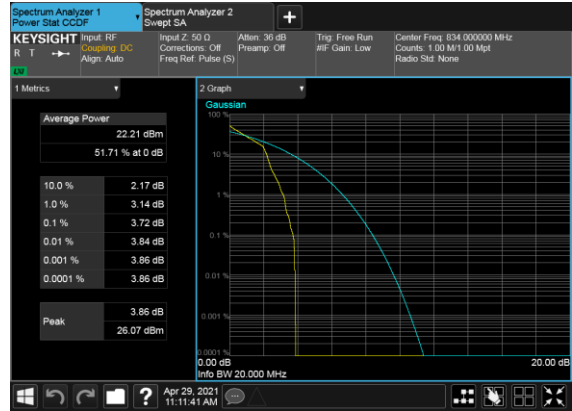 Spectrum Analyzer 1
Power Stat CCDF
Spectrum Analyzer 2
Swept SA
KEYSIGHT
R T
LXI
Input: RF
Coupling: DC
Align: Auto
Input Z: 50 Ω
Corrections: Off
Freq Ref: Pulse (S)
Atten: 36 dB
Preamp: Off
Trig: Free Run
#IF Gain: Low
Center Freq: 834.000000 MHz
Counts: 1.00 M/1.00 Mpt
Radio Std: None
1 Metrics
Average Power
22.21 dBm
51.71 % at 0 dB
10.0 % 2.17 dB
1.0 % 3.14 dB
0.1 % 3.72 dB
0.01 % 3.84 dB
0.001 % 3.86 dB
0.0001 % 3.86 dB
Peak
3.86 dB
26.07 dBm
2 Graph
Gaussian
100 %
10 %
1 %
0.1 %
0.01 %
0.001 %
0.0001 %
0.00 dB 20.00 dB
Info BW 20.000 MHz
? Apr 29, 2021
11:11:41 AM